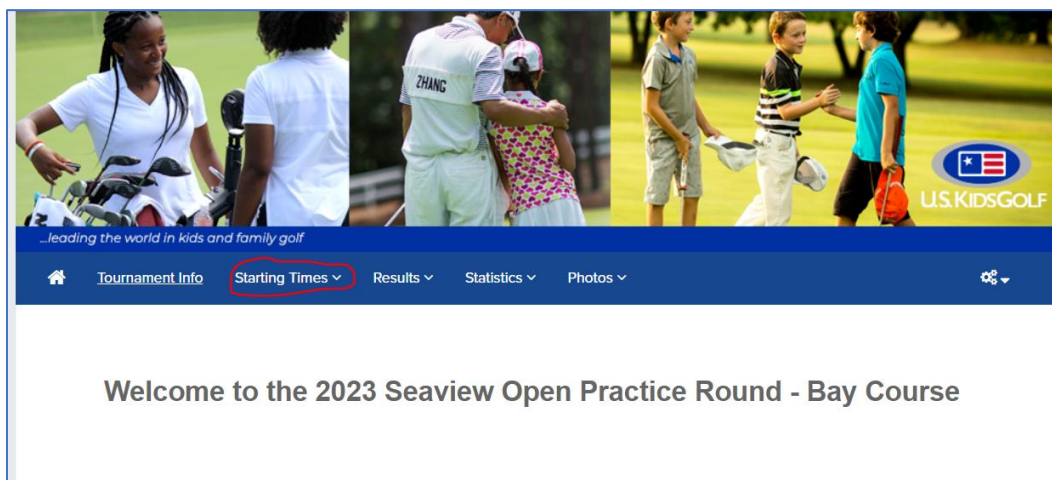 ZHANG
U.S. KIDSGOLF
...leading the world in kids and family golf
Tournament Info
Starting Times
Results
Statistics
Photos
Welcome to the 2023 Seaview Open Practice Round - Bay Course